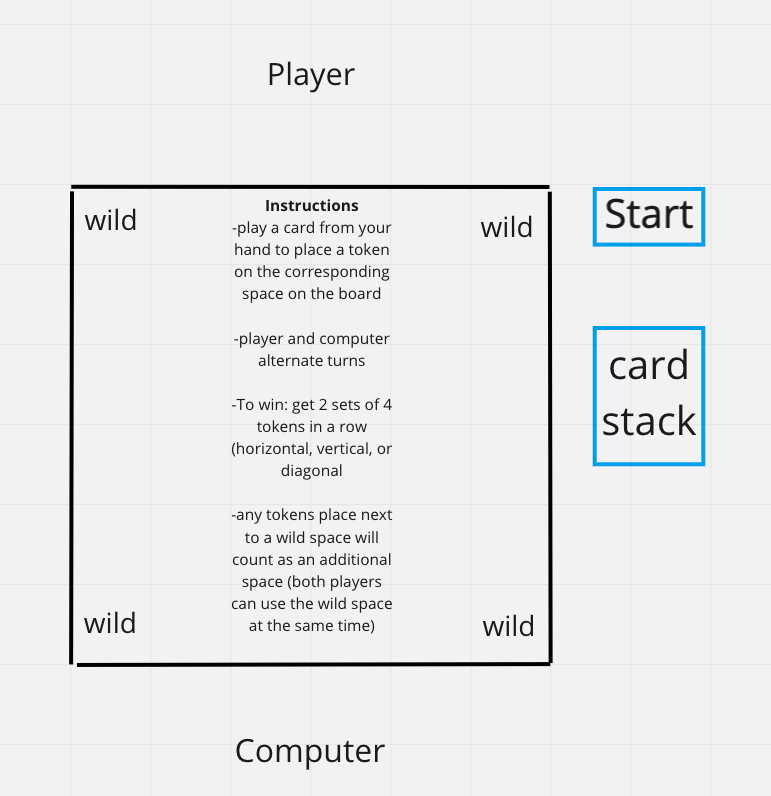 Player
wild
Instructions
-play a card from your
hand to place a token
on the corresponding
space on the board
-player and computer
alternate turns
-To win: get 2 sets of 4
tokens in a row
(horizontal, vertical, or
diagonal
-any tokens place next
to a wild space will
count as an additional
space (both players
can use the wild space
at the same time)
wild
Start
card
stack
wild
wild
Computer